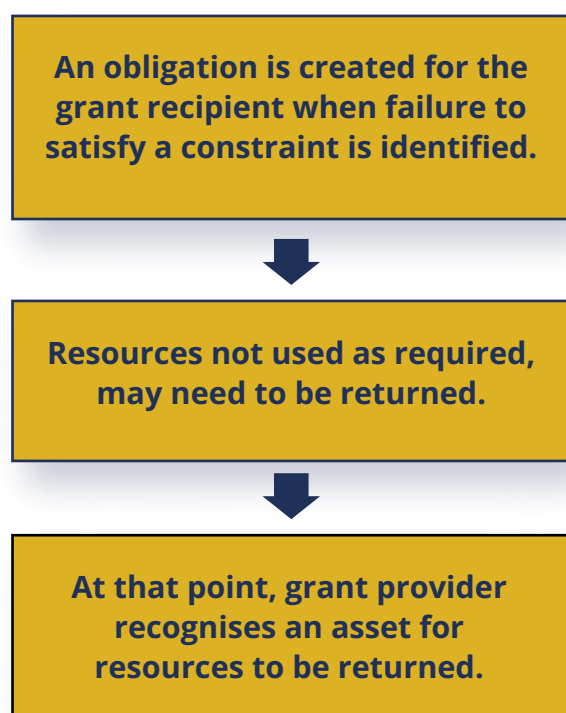 An obligation is created for the
grant recipient when failure to
satisfy a constraint is identified.
Resources not used as required,
may need to be returned.
At that point, grant provider
recognises an asset for
resources to be returned.